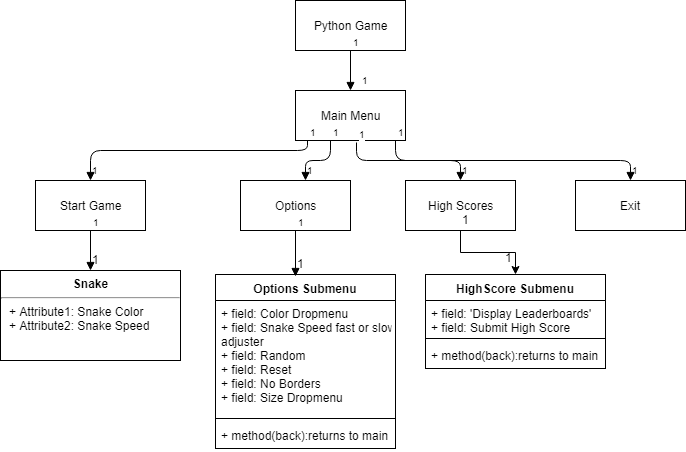 Python Game
1
1
Main Menu
1 1 1 1
1 1 1 1
Start Game
1
Options
1
High Scores
1
Exit
1
1
1
Snake
+ Attribute1: Snake Color
+ Attribute2: Snake Speed
Options Submenu
+ field: Color Dropmenu
+ field: Snake Speed fast or slow
adjuster
+ field: Random
+ field: Reset
+ field: No Borders
+ field: Size Dropmenu
+ method(back):returns to main
HighScore Submenu
+ field: 'Display Leaderboards'
+ field: Submit High Score
+ method(back):returns to main